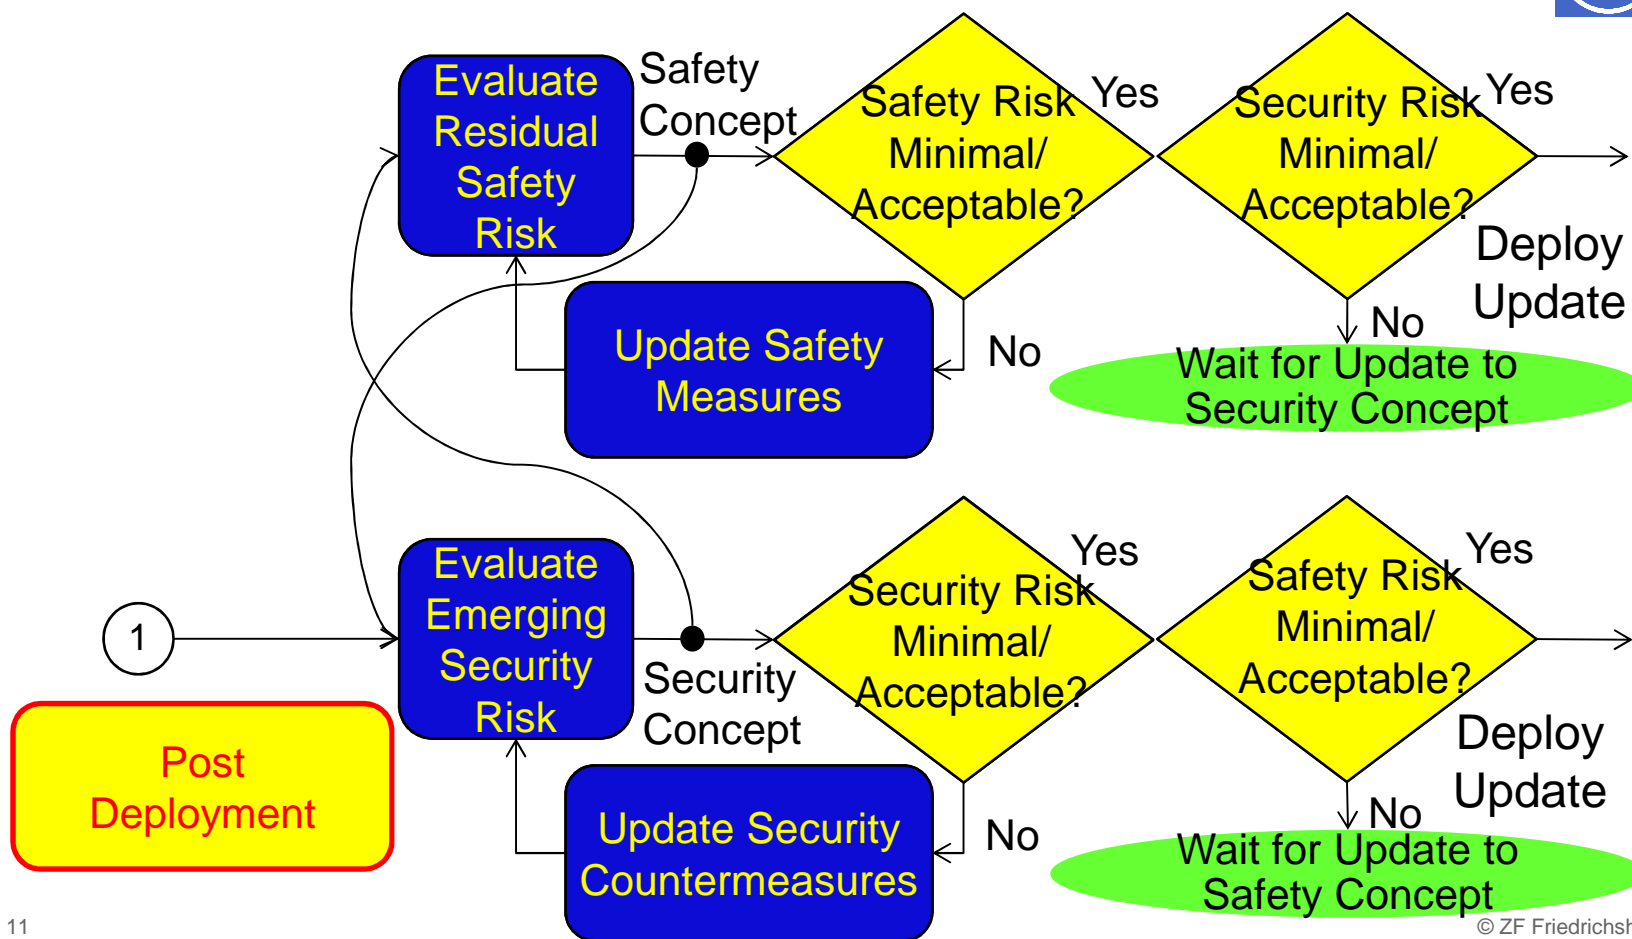 Evaluate
Residual
Safety
Risk
Safety
Concept
Safety Risk
Minimal/
Acceptable?
Yes
Security Risk
Minimal/
Acceptable?
Yes
Deploy
Update
Update Safety
Measures
No
No
Wait for Update to
Security Concept
1
Evaluate
Emerging
Security
Risk
Security
Concept
Security Risk
Minimal/
Acceptable?
Yes
Safety Risk
Minimal/
Acceptable?
Yes
Deploy
Update
Post
Deployment
Update Security
Countermeasures
No
No
Wait for Update to
Safety Concept
11
© ZF Friedrichsh